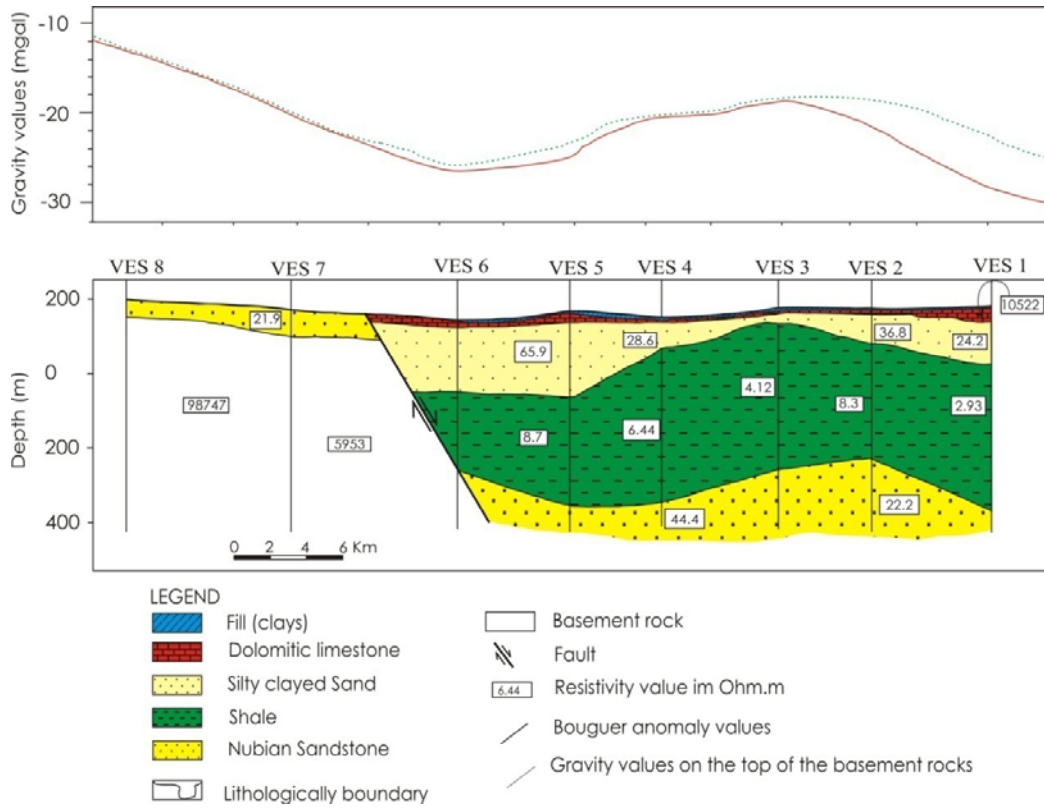 -10
-20
-30
Gravity values (mgal)
VES 8 VES 7 VES 6 VES 5 VES 4 VES 3 VES 2 VES 1
200
0
200
400
Depth (m)
10522
21.9
36.8
65.9
28.6
24.2
98747
4.12
8.3
2.93
5953
8.7
6.44
44.4
22.2
0 2 4 6 Km
LEGEND
Fill (clays)
Dolomitic limestone
Silty clayed Sand
Shale
Nubian Sandstone
Lithologically boundary
Basement rock
Fault
6.44 Resistivity value im Ohm.m
Bouguer anomaly values
Gravity values on the top of the basement rocks